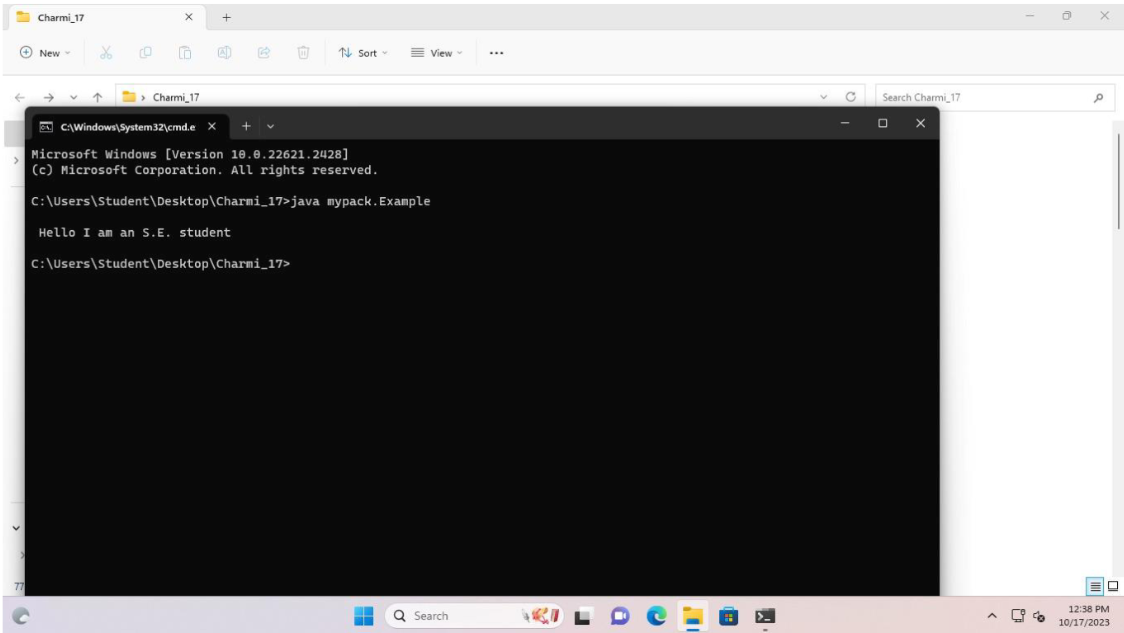 Charmi_17
New
Sort
View
Charmi_17
Search Charmi_17
C:\Windows\System32\cmd.e
Microsoft Windows [Version 10.0.22621.2428]
(c) Microsoft Corporation. All rights reserved.
C:\Users\Student\Desktop\Charmi_17>java mypack.Example
Hello I am an S.E. student
C:\Users\Student\Desktop\Charmi_17>
77
Search
12:38 PM
10/17/2023